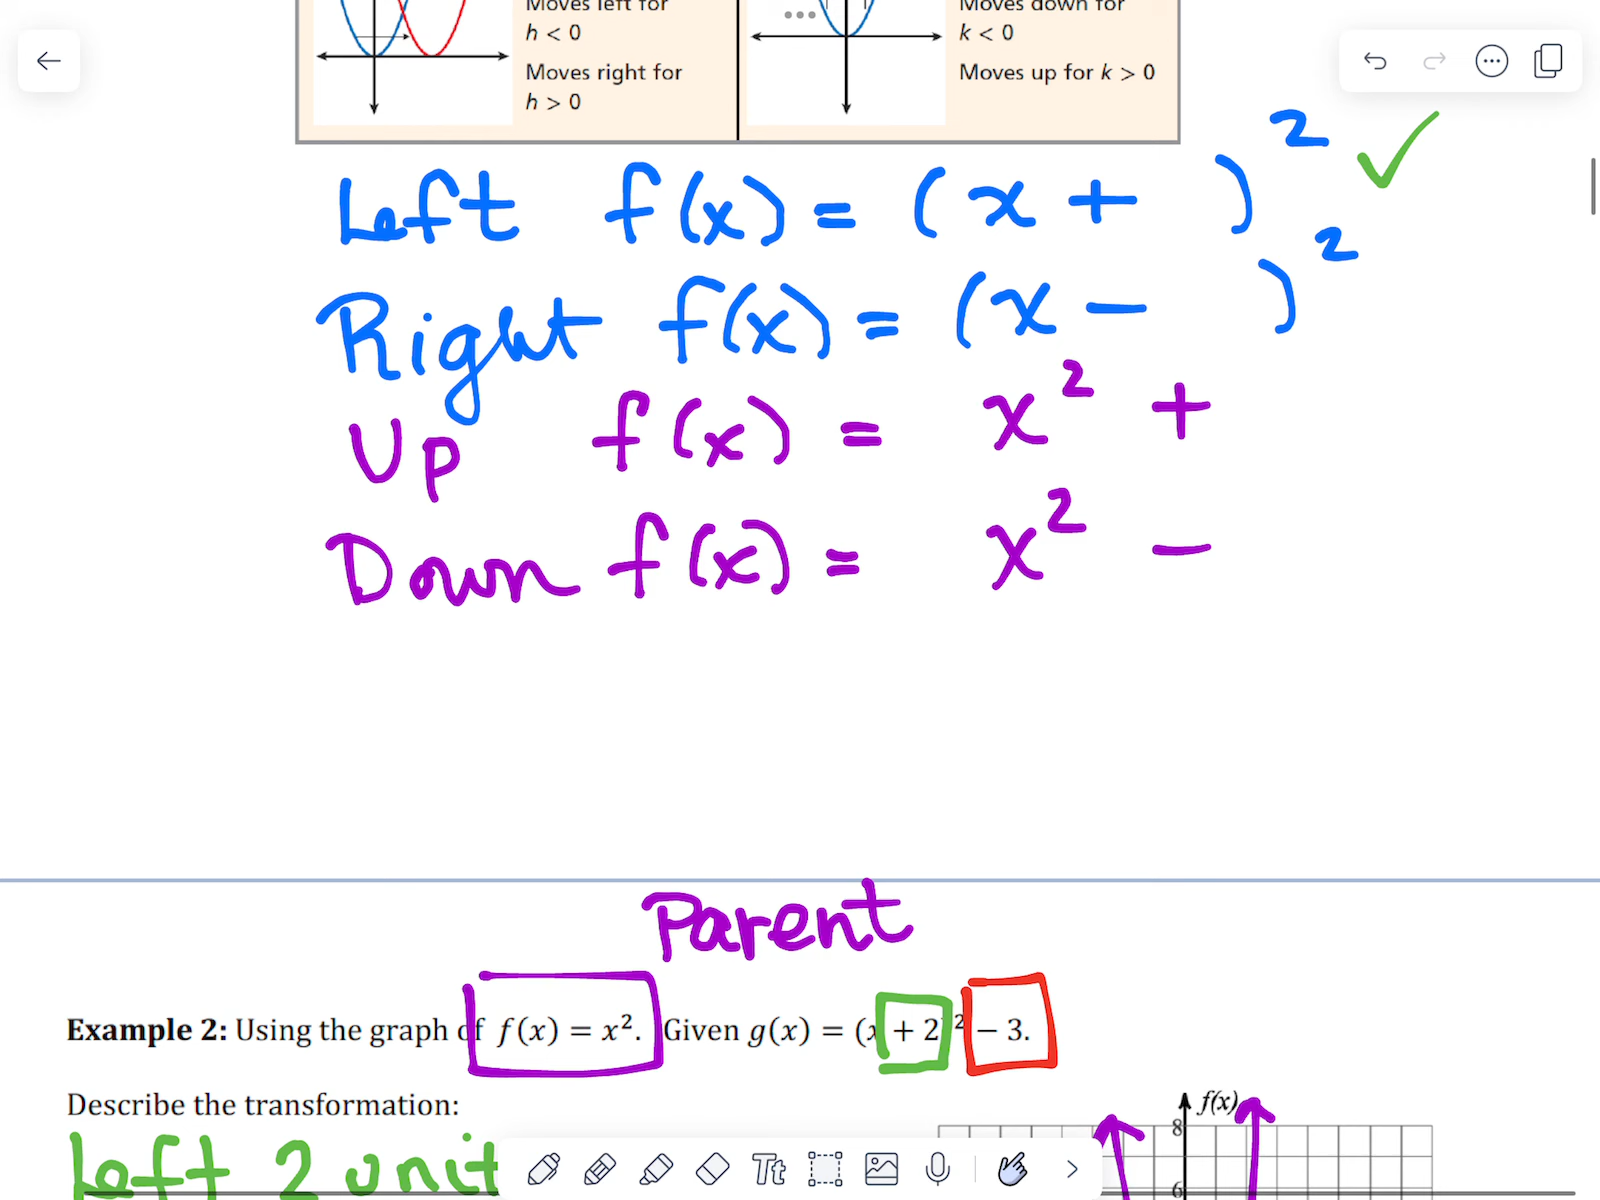 Moves left for
h < 0
Moves right for
h > 0
Moves down for
k < 0
Moves up for k > 0
Left f(x) = (x + )² ✓
Right f(x) = (x - )²
Up f(x) = x² +
Down f(x) = x² -
Parent
Example 2: Using the graph of f(x) = x². Given g(x) = (x + 2)² − 3.
Describe the transformation:
Left 2 unit
f(x)
8
6
Tt